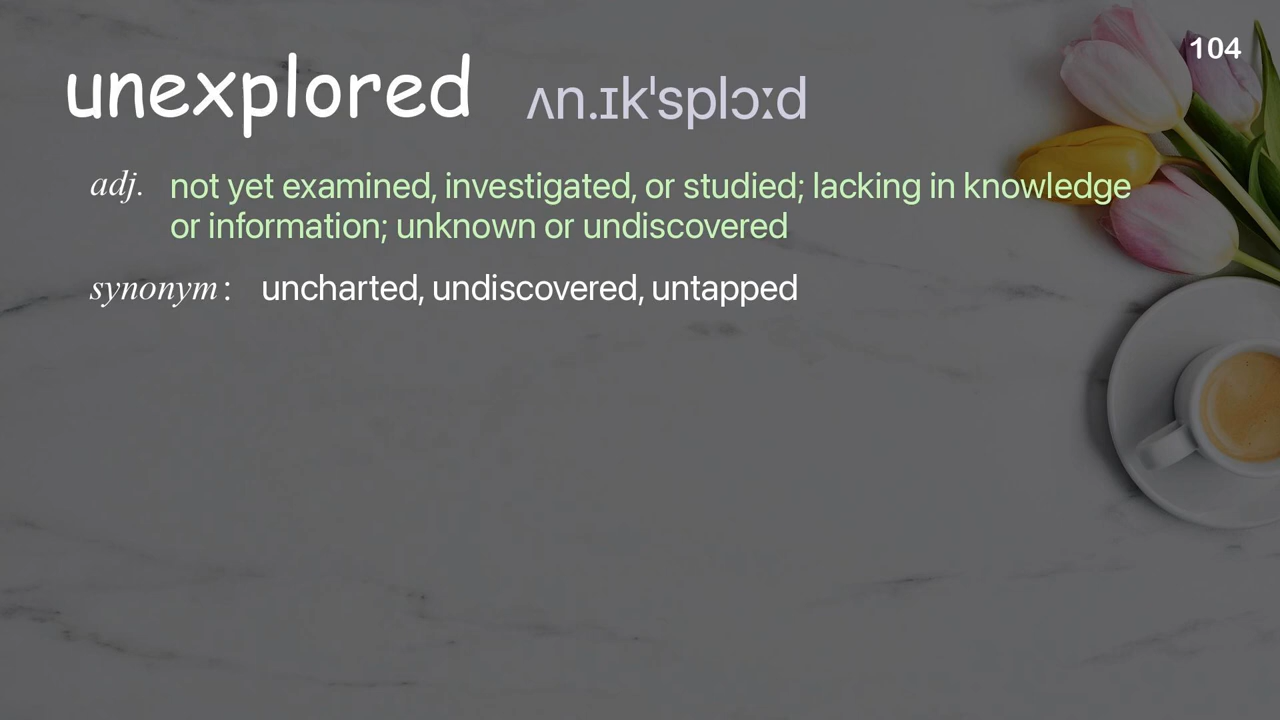 104
unexplored ʌn.ɪkˈsplɔːd
adj. not yet examined, investigated, or studied; lacking in knowledge
or information; unknown or undiscovered
synonym : uncharted, undiscovered, untapped